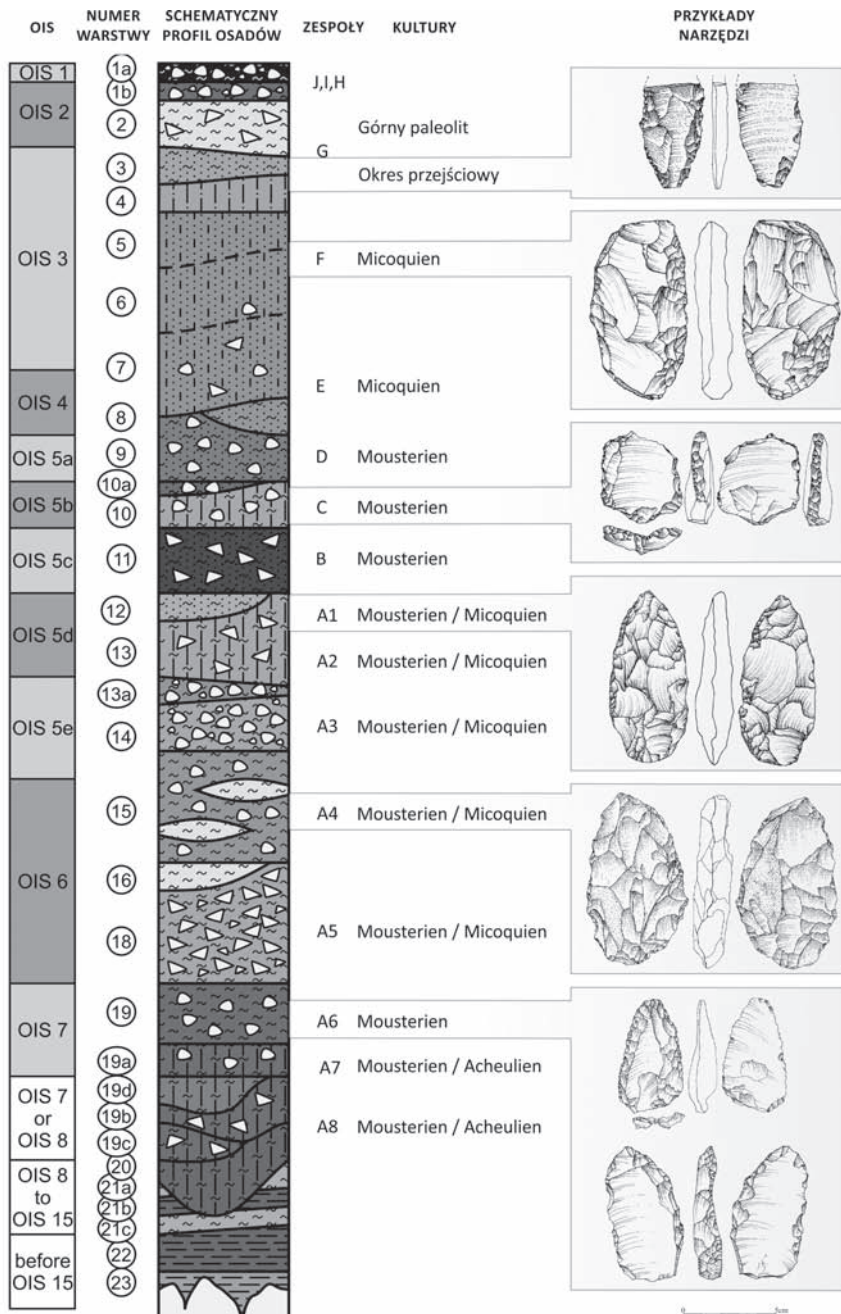 OIS
NUMER WARSTWY
SCHEMATYCZNY PROFIL OSADÓW
ZESPOŁY
KULTURY
PRZYKŁADY NARZĘDZI
OIS 1
OIS 2
OIS 3
OIS 4
OIS 5a
OIS 5b
OIS 5c
OIS 5d
OIS 5e
OIS 6
OIS 7
OIS 7
or
OIS 8
OIS 8
to
OIS 15
before
OIS 15
1a
1b
2
3
4
5
6
7
8
9
10a
10
11
12
13
13a
14
15
16
18
19
19a
19d
19b
19c
20
21a
21b
21c
22
23
J,I,H
Górny paleolit
G
Okres przejściowy
F Micoquien
E Micoquien
D Mousterien
C Mousterien
B Mousterien
A1 Mousterien / Micoquien
A2 Mousterien / Micoquien
A3 Mousterien / Micoquien
A4 Mousterien / Micoquien
A5 Mousterien / Micoquien
A6 Mousterien
A7 Mousterien / Acheulien
A8 Mousterien / Acheulien
0 5cm